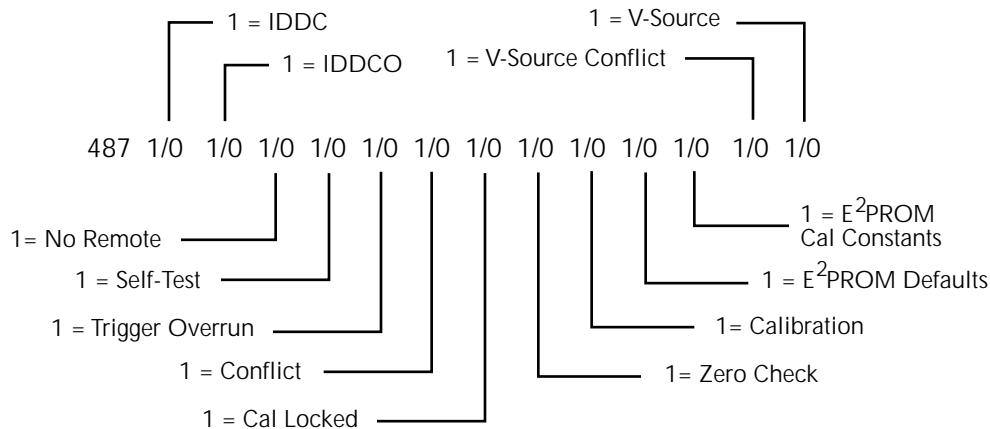 1 = IDDC
1 = V-Source
1 = IDDCO
1 = V-Source Conflict
487 1/0 1/0 1/0 1/0 1/0 1/0 1/0 1/0 1/0 1/0 1/0 1/0 1/0
1= No Remote
1 = E²PROM
Cal Constants
1 = Self-Test
1 = E²PROM Defaults
1 = Trigger Overrun
1= Calibration
1 = Conflict
1= Zero Check
1 = Cal Locked